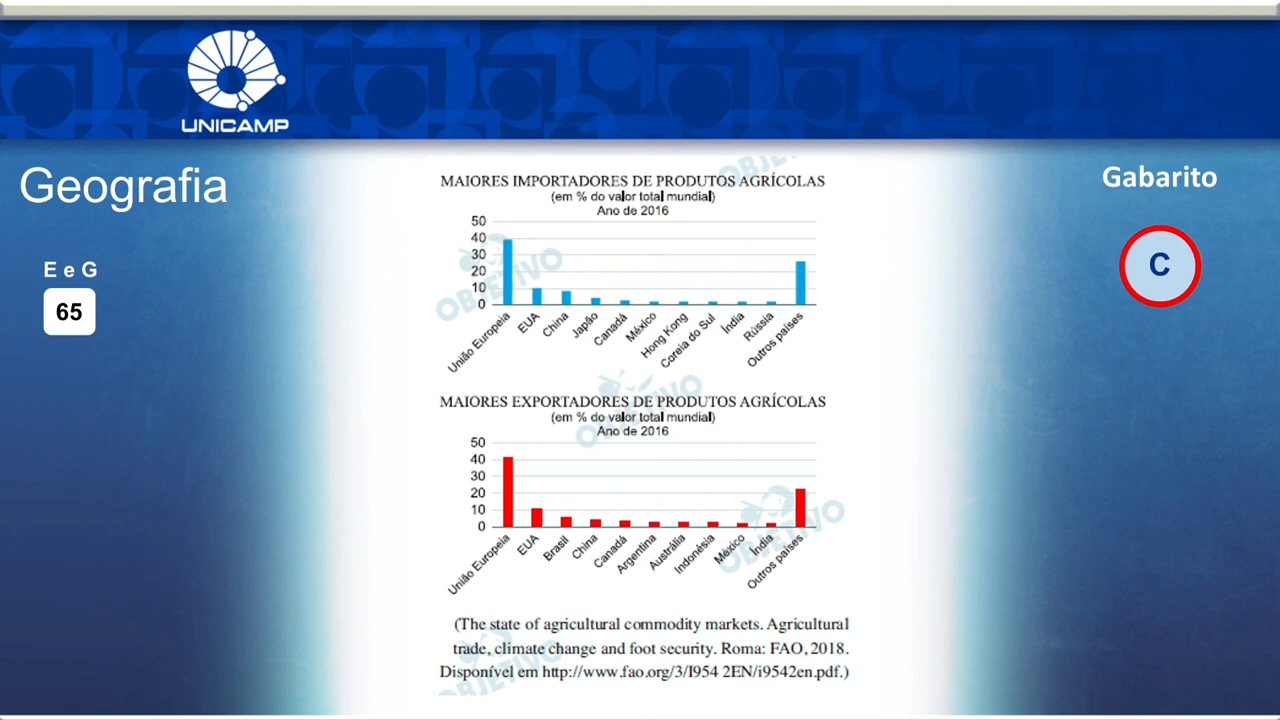 UNICAMP
Geografia
E e G
65
MAIORES IMPORTADORES DE PRODUTOS AGRÍCOLAS
(em % do valor total mundial)
Ano de 2016
50
40
30
20
10
0
União Europeia
EUA
China
Japão
Canadá
México
Hong Kong
Coreia do Sul
Índia
Rússia
Outros países
MAIORES EXPORTADORES DE PRODUTOS AGRÍCOLAS
(em % do valor total mundial)
Ano de 2016
50
40
30
20
10
0
União Europeia
EUA
Brasil
China
Canadá
Argentina
Austrália
Indonésia
México
Índia
Outros países
(The state of agricultural commodity markets. Agricultural
trade, climate change and foot security. Roma: FAO, 2018.
Disponível em http://www.fao.org/3/I954 2EN/i9542en.pdf.)
Gabarito
C
OBJETIVO
OBJETIVO
OBJETIVO
OBJETIVO
OBJETIVO